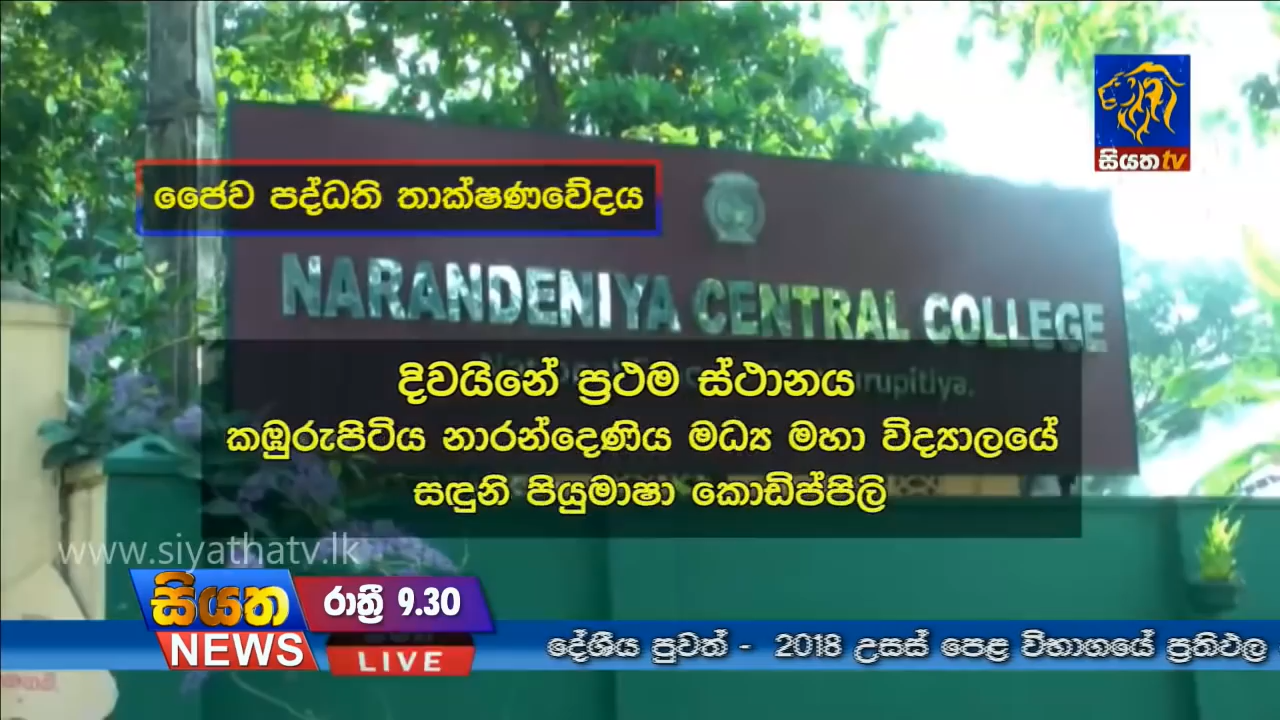 සියත tv
ජෛව පද්ධති තාක්ෂණවේදය
NARANDENIYA CENTRAL COLLEGE
දිවයිනේ ප්‍රථම ස්ථානය
කඹුරුපිටිය නාරන්දෙණිය මධ්‍ය මහා විද්‍යාලයේ
සඳුනි පියුමාෂා කොඩිප්පිලි
www.siyathatv.lk
සියත
NEWS
රාත්‍රී 9.30
LIVE
දේශීය පුවත් - 2018 උසස් පෙළ විභාගයේ ප්‍රතිඵල